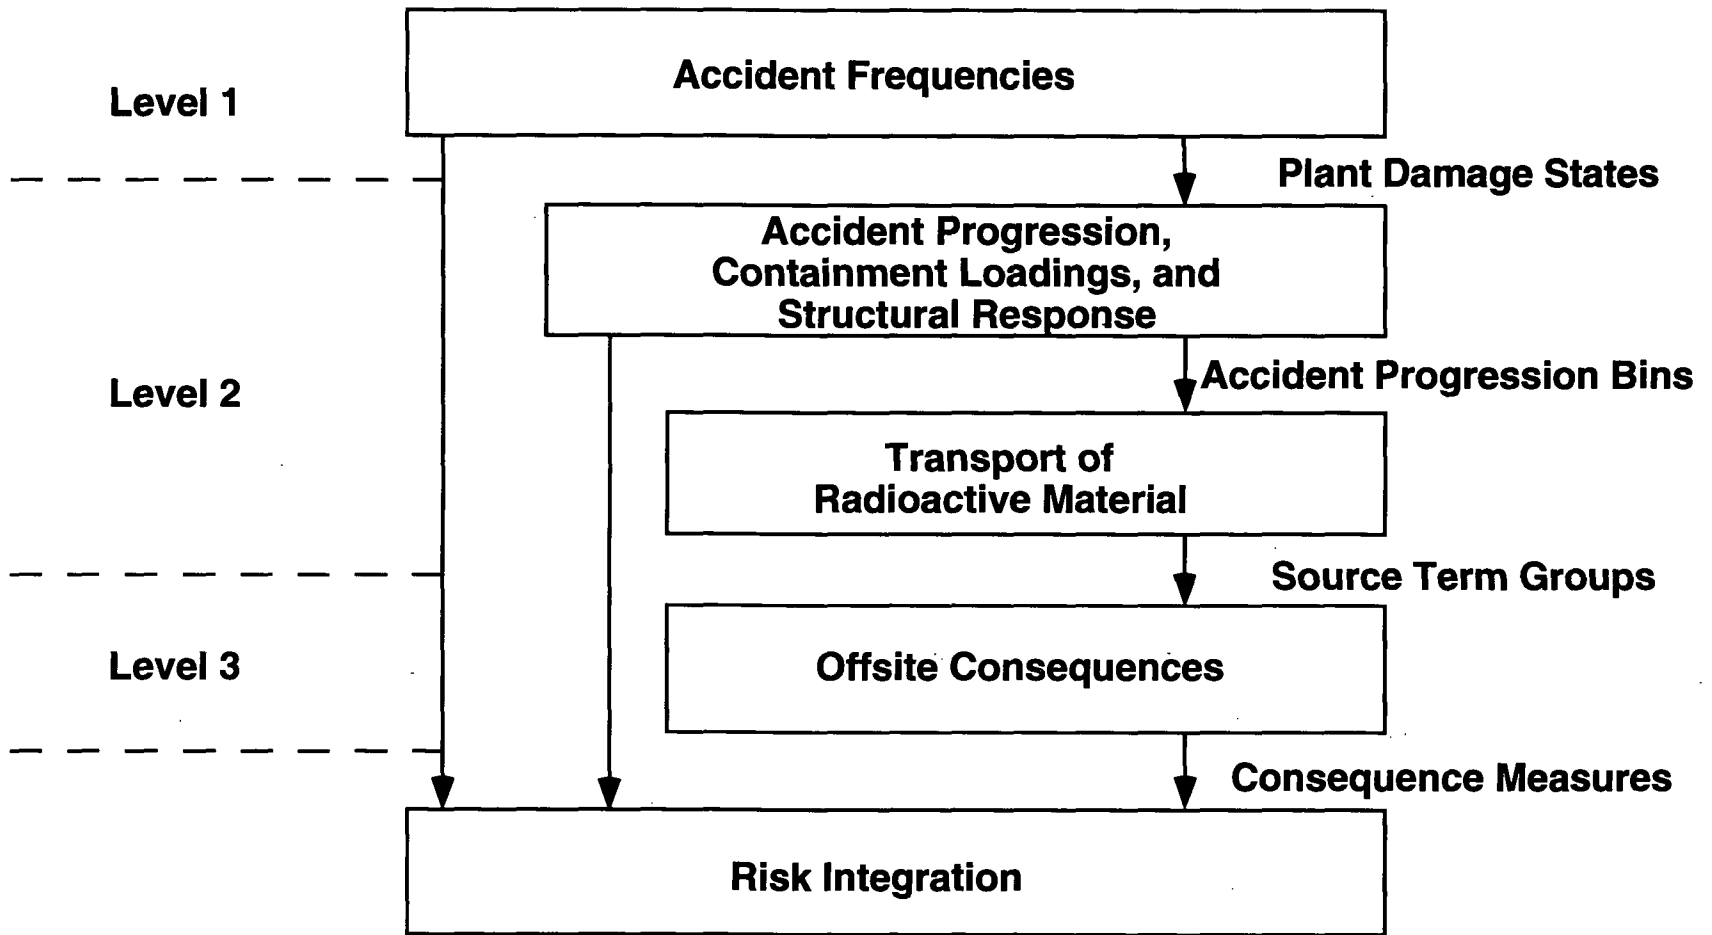 Accident Frequencies
Level 1
Plant Damage States
Accident Progression,
Containment Loadings, and
Structural Response
Accident Progression Bins
Level 2
Transport of
Radioactive Material
Source Term Groups
Level 3
Offsite Consequences
Consequence Measures
Risk Integration